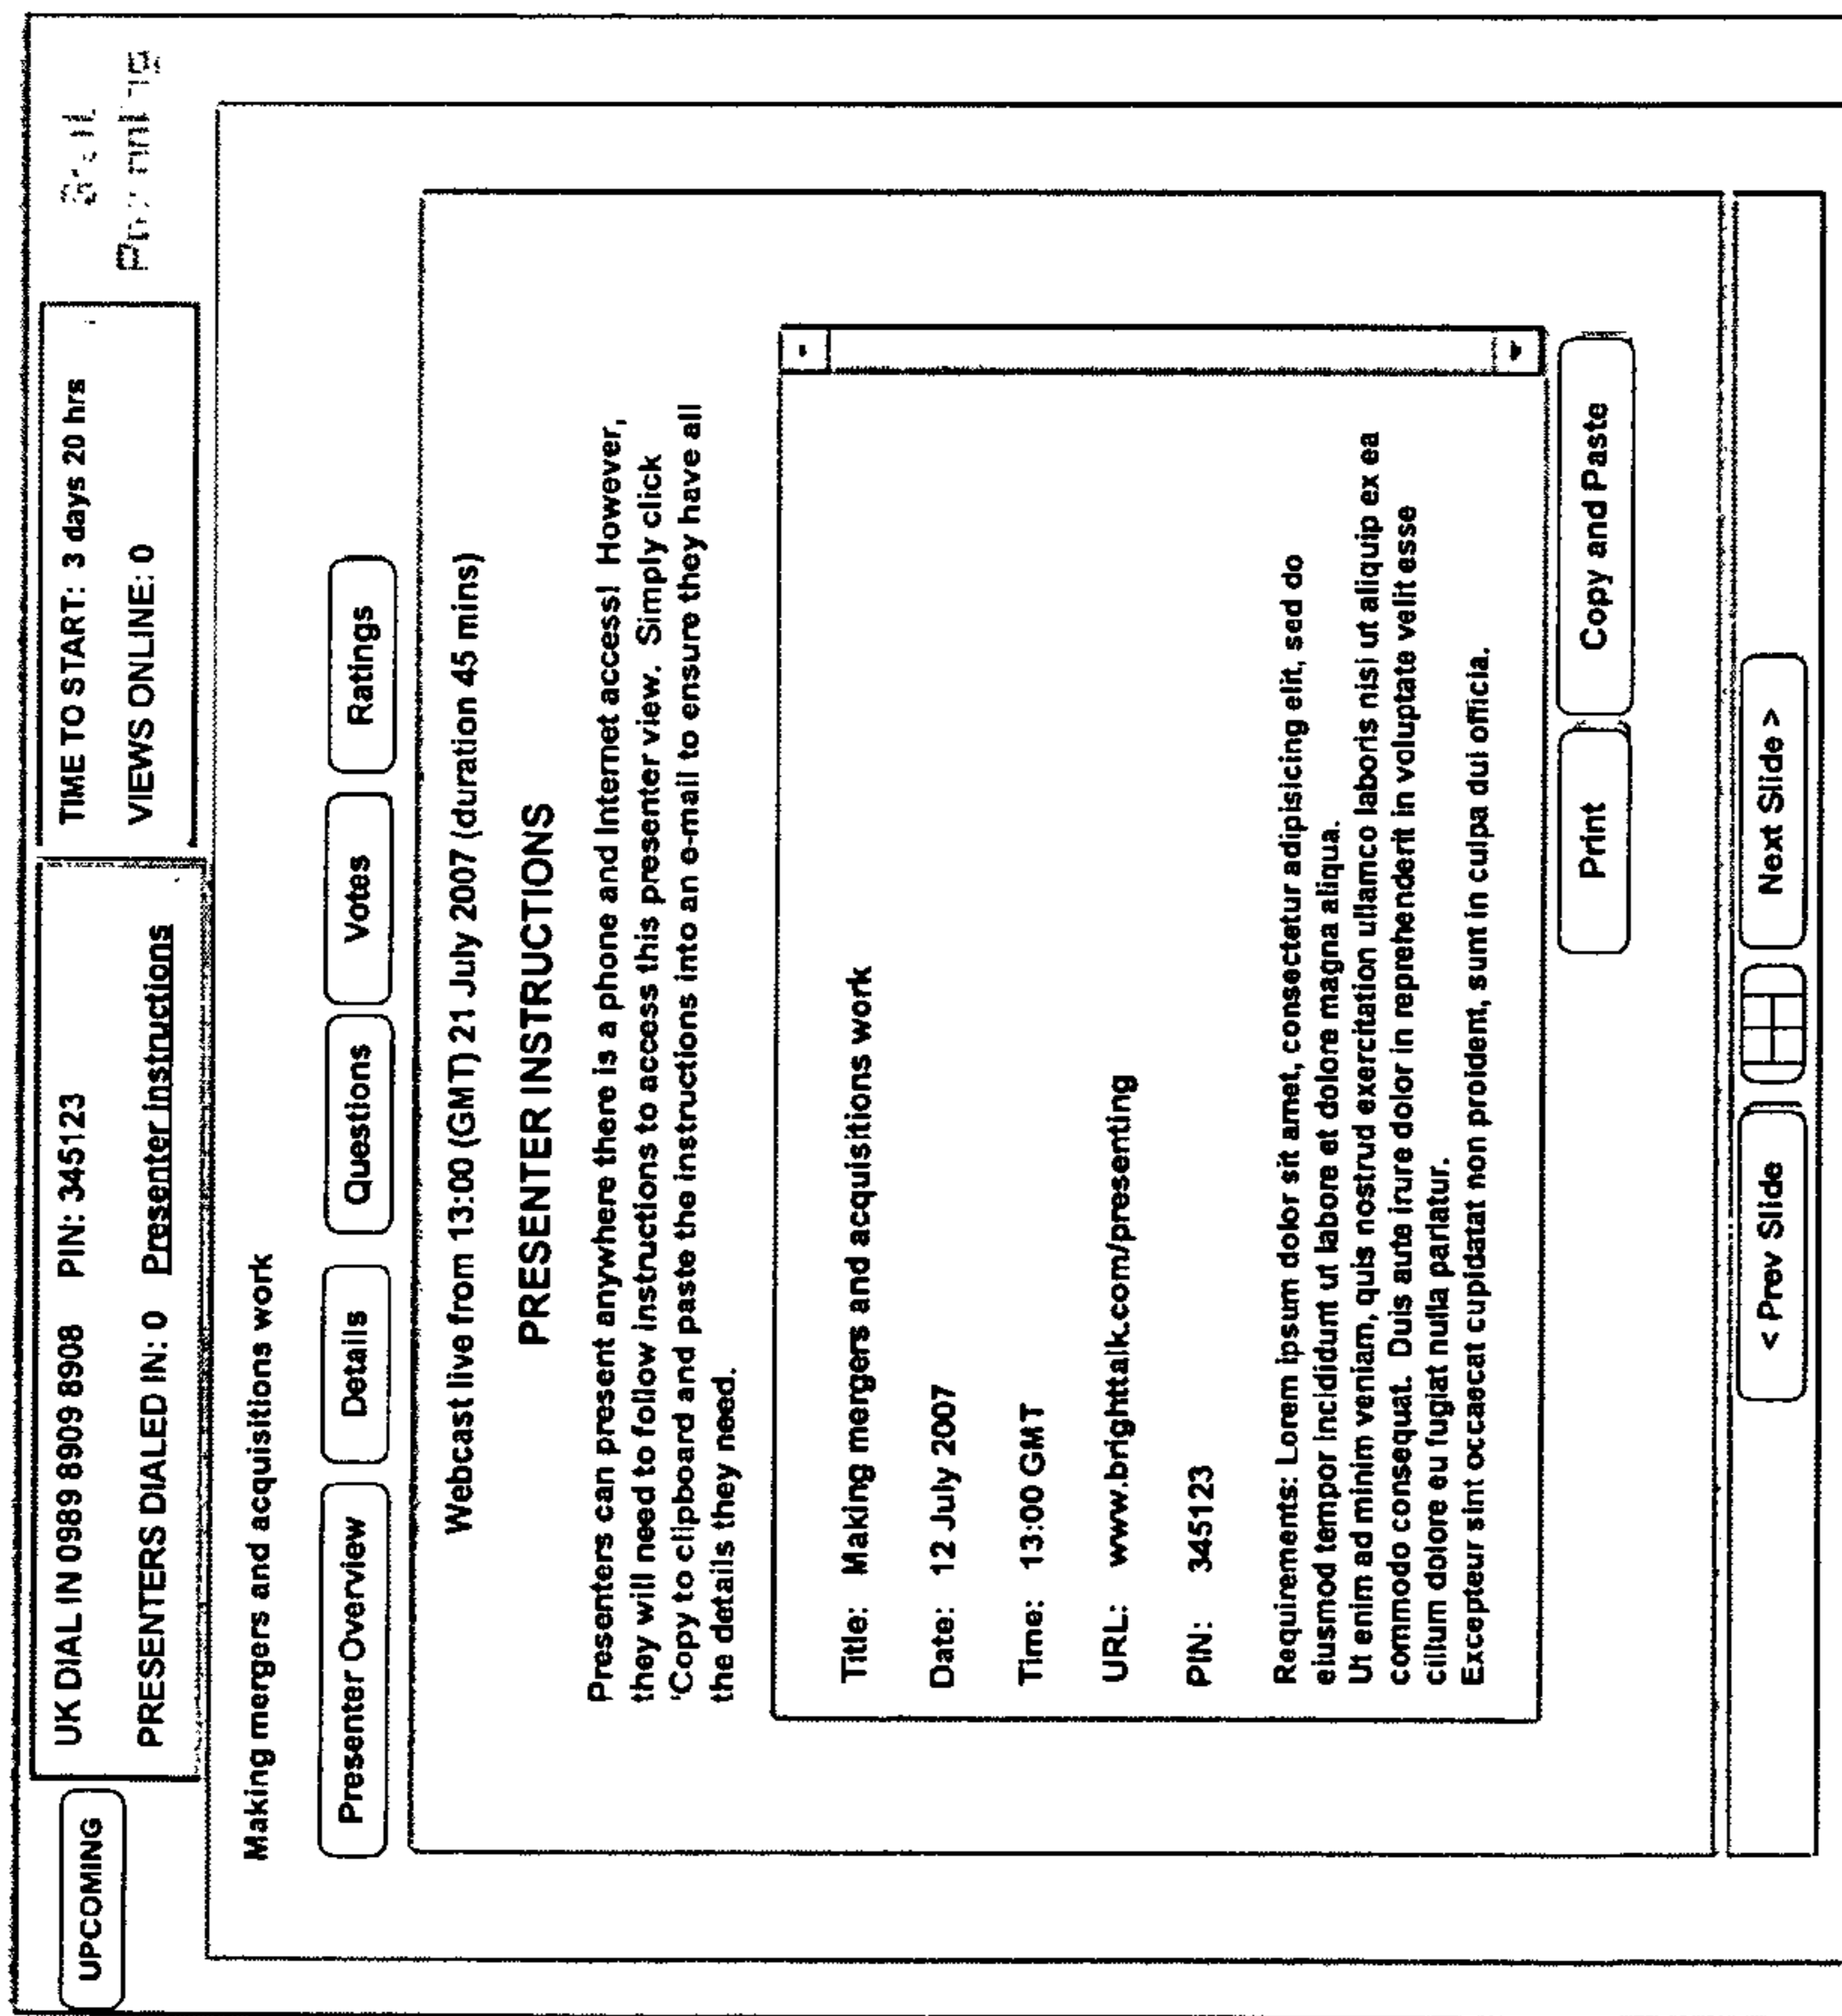 UPCOMING
UK DIAL IN 0989 8909 8908 PIN: 345123
PRESENTERS DIALED IN: 0 Presenter instructions
TIME TO START: 3 days 20 hrs
VIEWS ONLINE: 0
Making mergers and acquisitions work
Presenter Overview
Details
Questions
Votes
Ratings
Webcast live from 13:00 (GMT) 21 July 2007 (duration 45 mins)
PRESENTER INSTRUCTIONS
Presenters can present anywhere there is a phone and Internet access! However,
they will need to follow instructions to access this presenter view. Simply click
'Copy to clipboard and paste the instructions into an e-mail to ensure they have all
the details they need.
Title: Making mergers and acquisitions work
Date: 12 July 2007
Time: 13:00 GMT
URL: www.brighttalk.com/presenting
PIN: 345123
Requirements: Lorem ipsum dolor sit amet, consectetur adipisicing elit, sed do
eiusmod tempor incididunt ut labore et dolore magna aliqua.
Ut enim ad minim veniam, quis nostrud exercitation ullamco laboris nisi ut aliquip ex ea
commodo consequat. Duis aute irure dolor in reprehenderit in voluptate velit esse
cillum dolore eu fugiat nulla pariatur.
Excepteur sint occaecat cupidatat non proident, sunt in culpa dui officia.
Print
Copy and Paste
< Prev Slide
Next Slide >